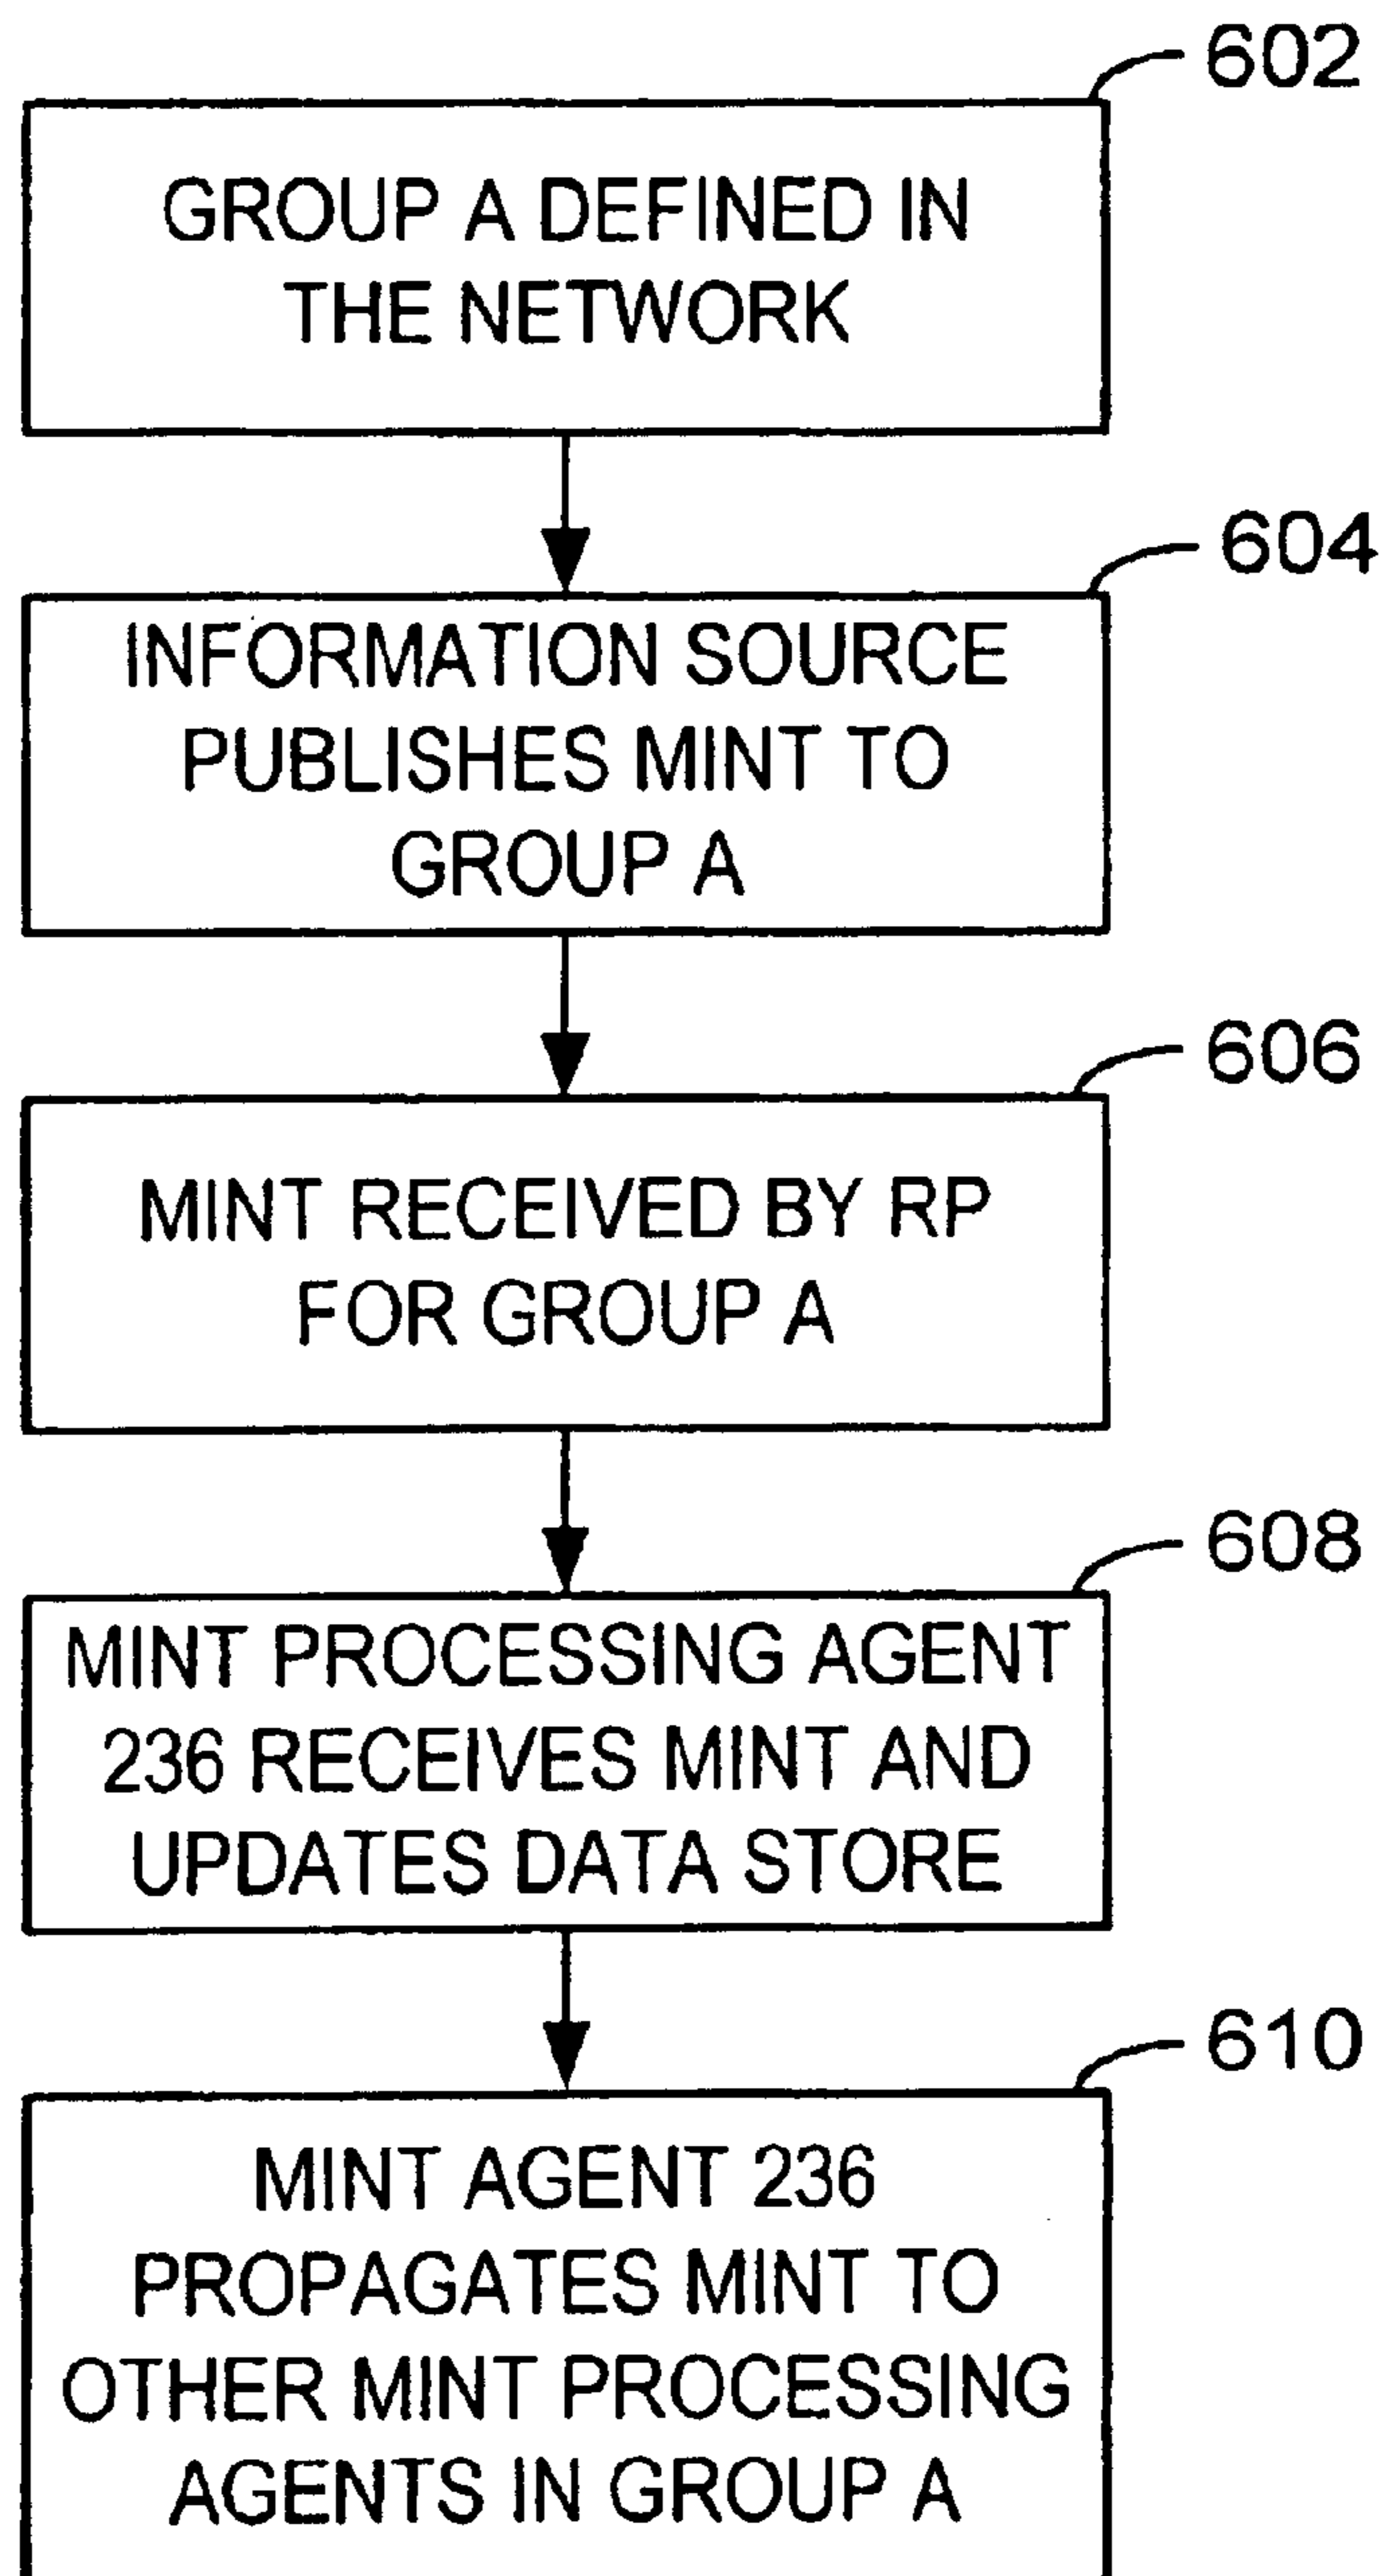 602
GROUP A DEFINED IN
THE NETWORK
604
INFORMATION SOURCE
PUBLISHES MINT TO
GROUP A
606
MINT RECEIVED BY RP
FOR GROUP A
608
MINT PROCESSING AGENT
236 RECEIVES MINT AND
UPDATES DATA STORE
610
MINT AGENT 236
PROPAGATES MINT TO
OTHER MINT PROCESSING
AGENTS IN GROUP A